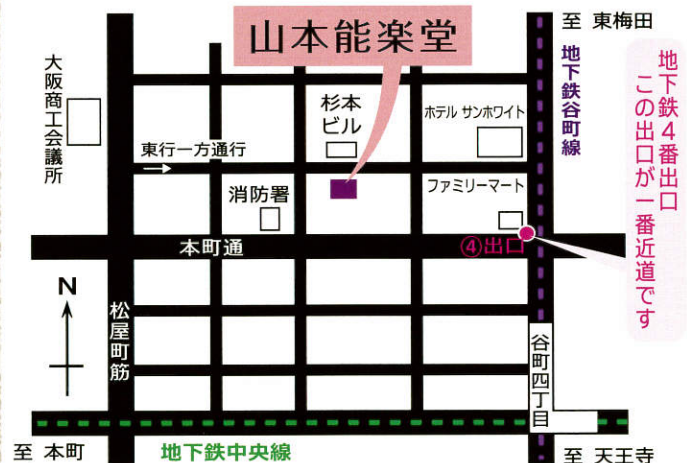 山本能楽堂
至 東梅田
地下鉄谷町線
地下鉄4番出口
この出口が一番近道です
大阪商工会議所
杉本
ビル
ホテル サンホワイト
東行一方通行
消防署
ファミリーマート
本町通
④出口
N
松屋町筋
谷町四丁目
至 本町
地下鉄中央線
至 天王寺